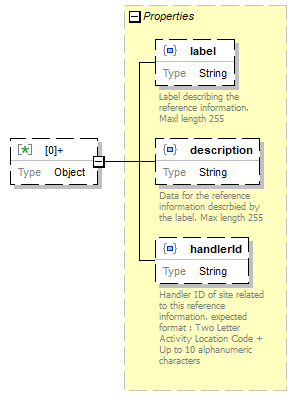 Properties
label
Type String
Label describing the
reference information.
Maxl length 255
[0]+
Type Object
description
Type String
Data for the reference
information descrbied by
the label. Max length 255
handlerId
Type String
Handler ID of site related
to this reference
information. expected
format : Two Letter
Activity Location Code +
Up to 10 alphanumeric
characters